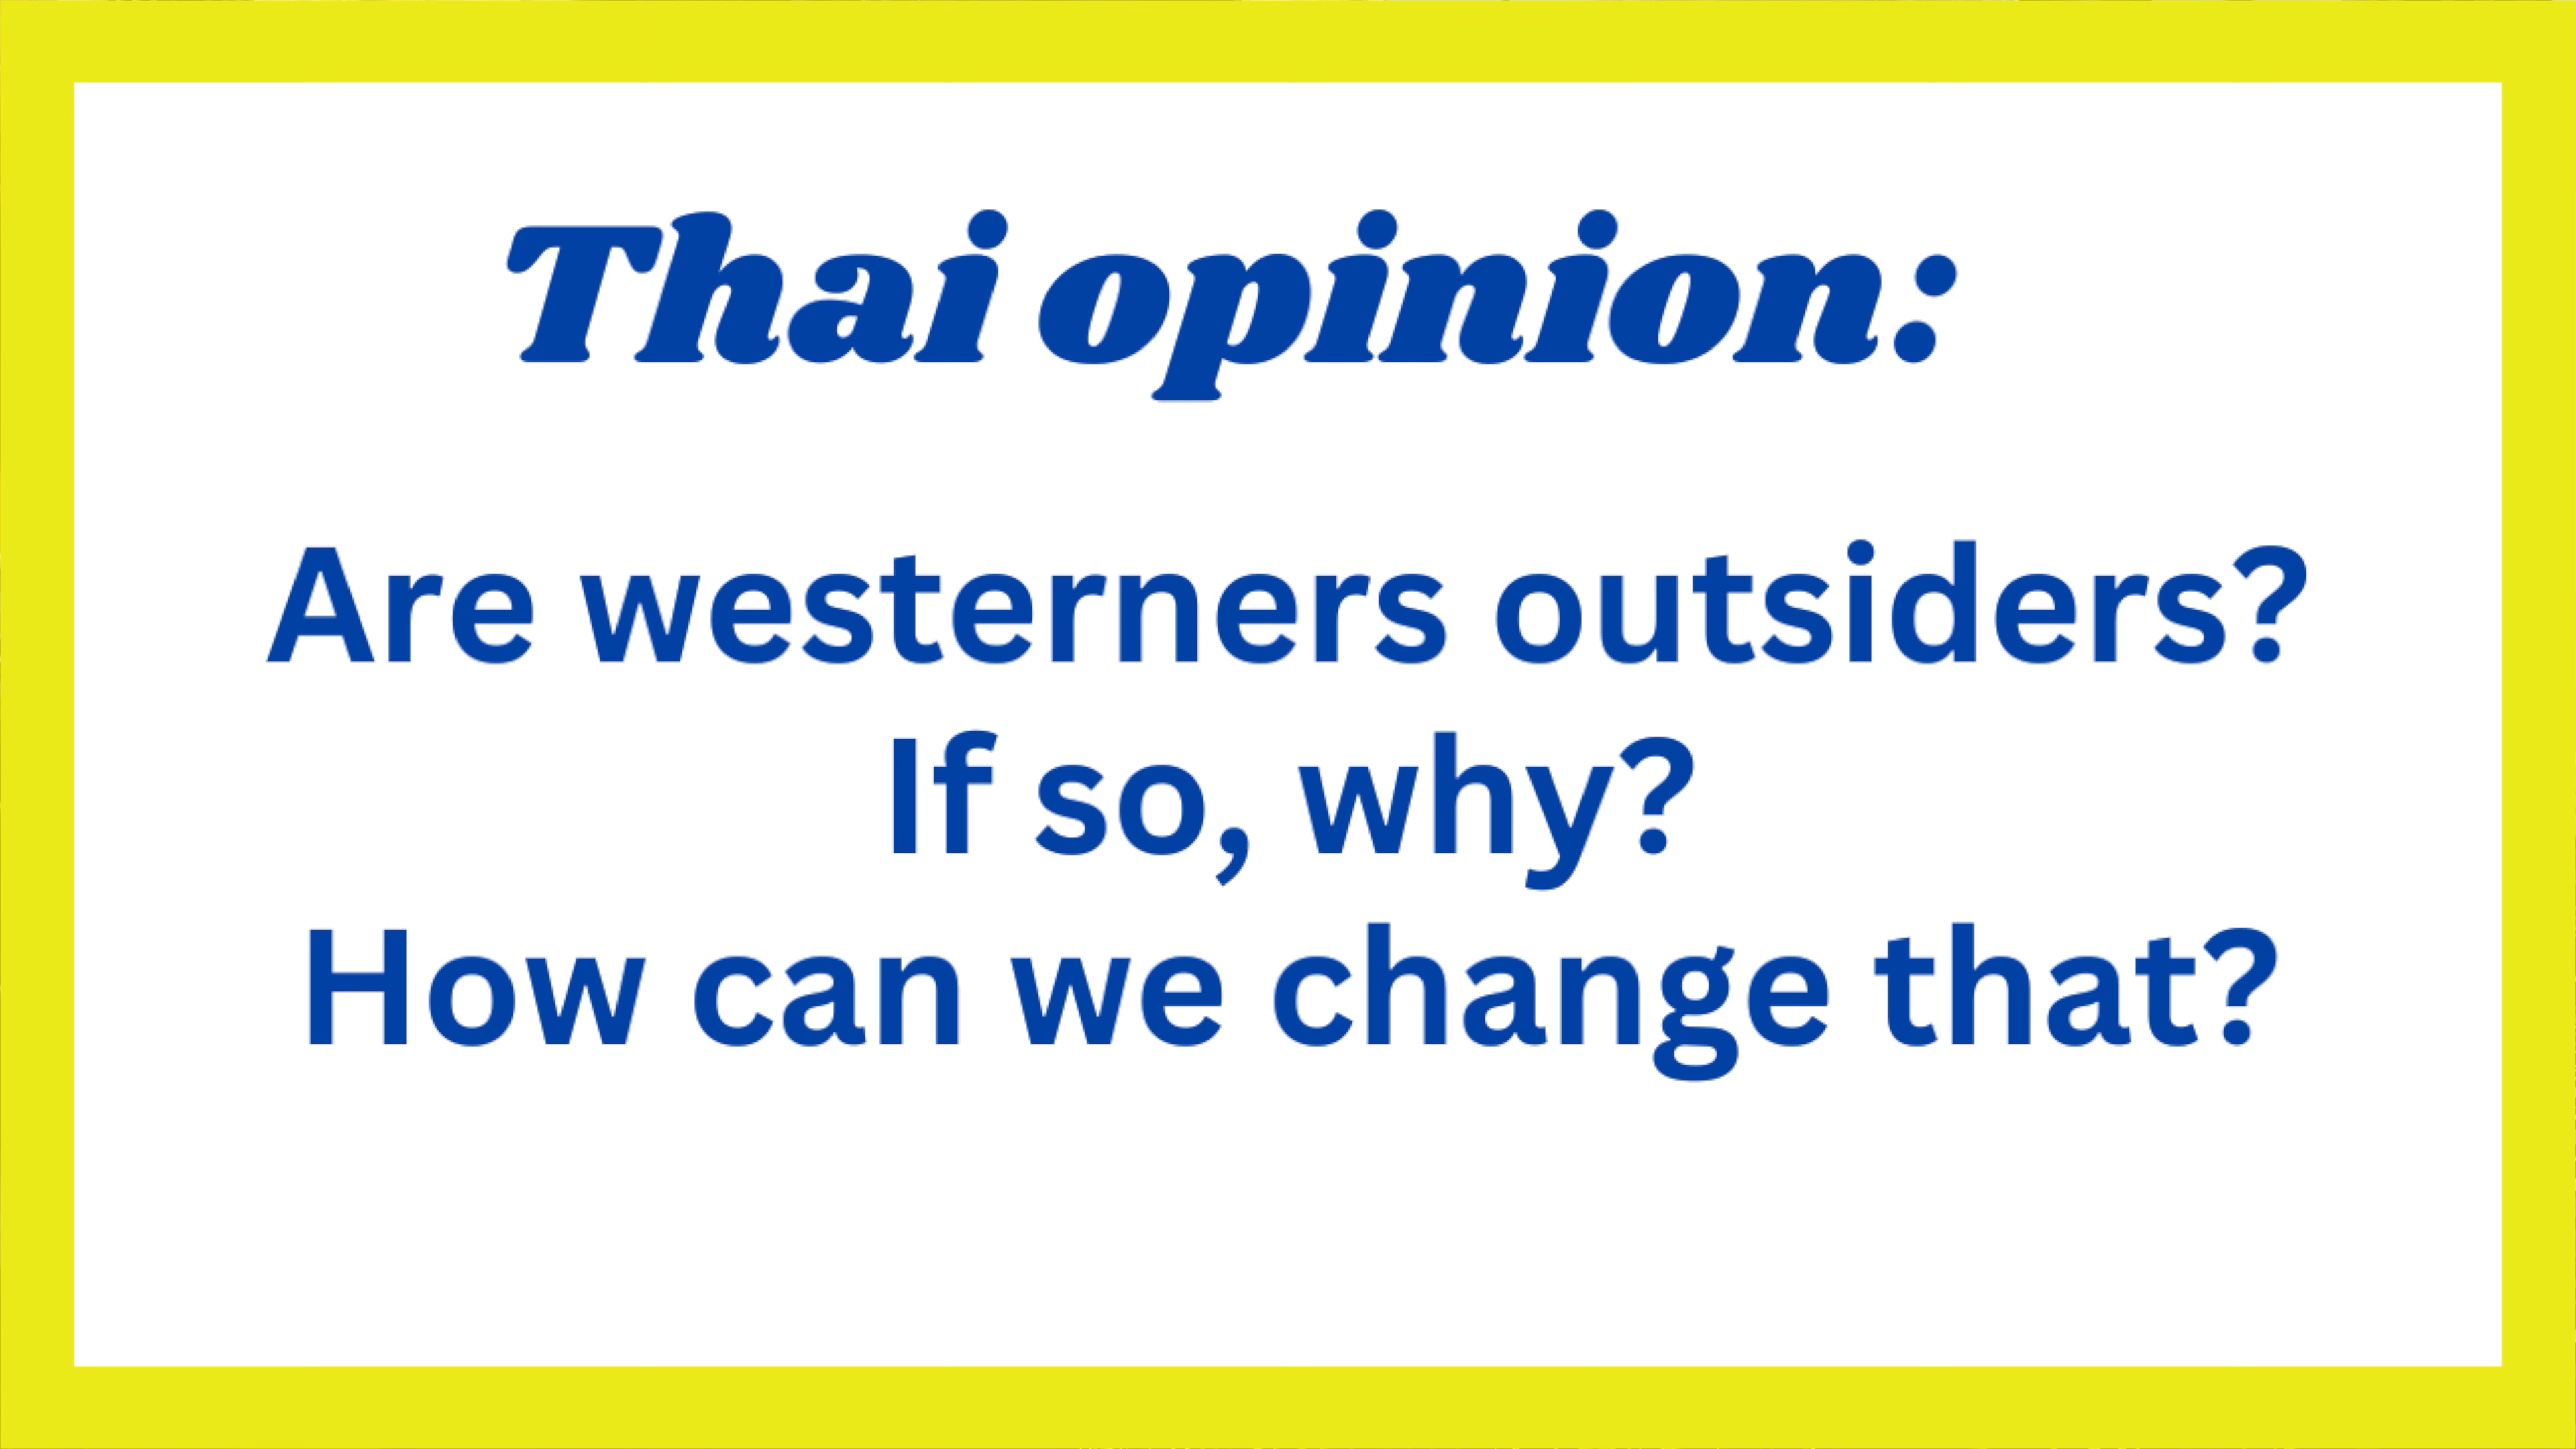 Thai opinion:
Are westerners outsiders?
If so, why?
How can we change that?